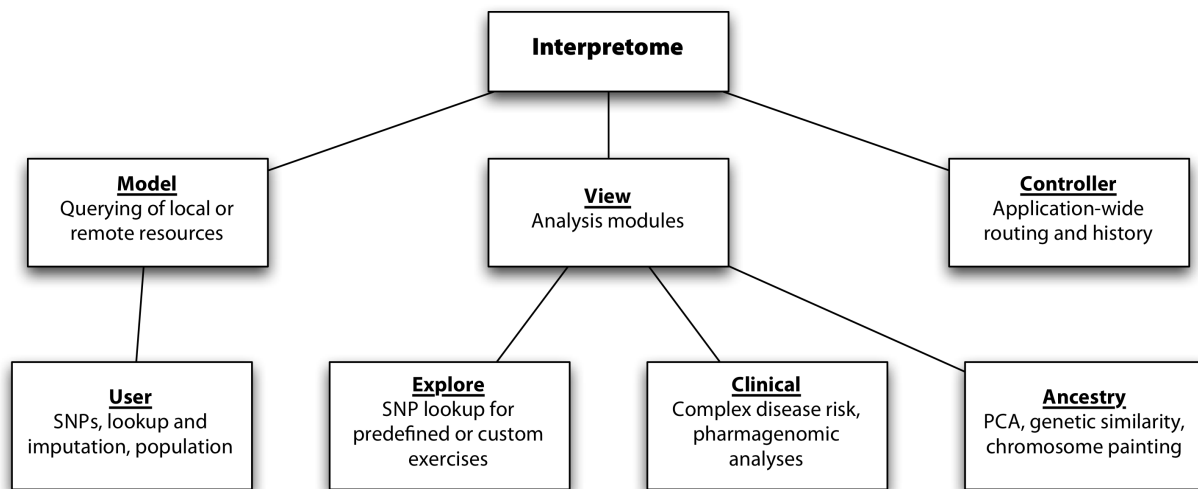 Interpretome
Model
Querying of local or
remote resources
View
Analysis modules
Controller
Application-wide
routing and history
User
SNPs, lookup and
imputation, population
Explore
SNP lookup for
predefined or custom
exercises
Clinical
Complex disease risk,
pharmagenomic
analyses
Ancestry
PCA, genetic similarity,
chromosome painting